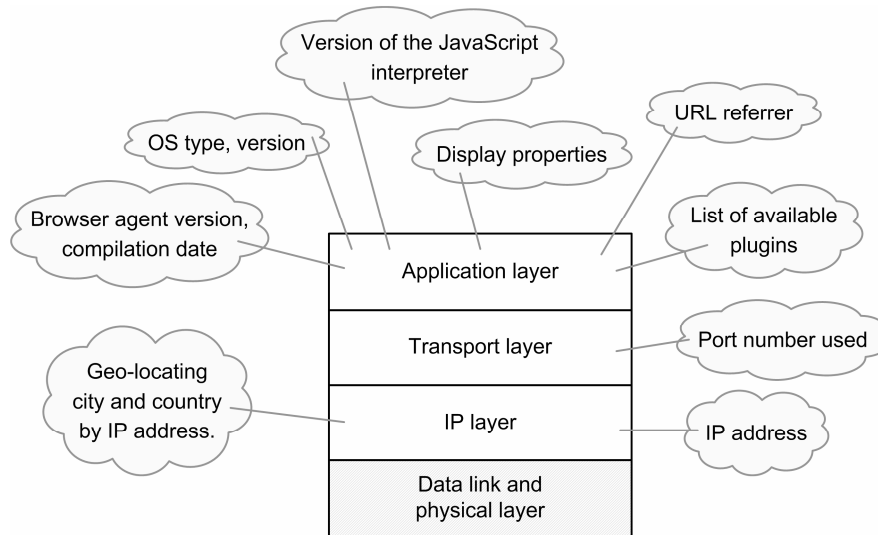 Version of the JavaScript
interpreter
URL referrer
OS type, version
Display properties
Browser agent version,
compilation date
List of available
plugins
Application layer
Transport layer
Port number used
Geo-locating
city and country
by IP address.
IP layer
IP address
Data link and
physical layer